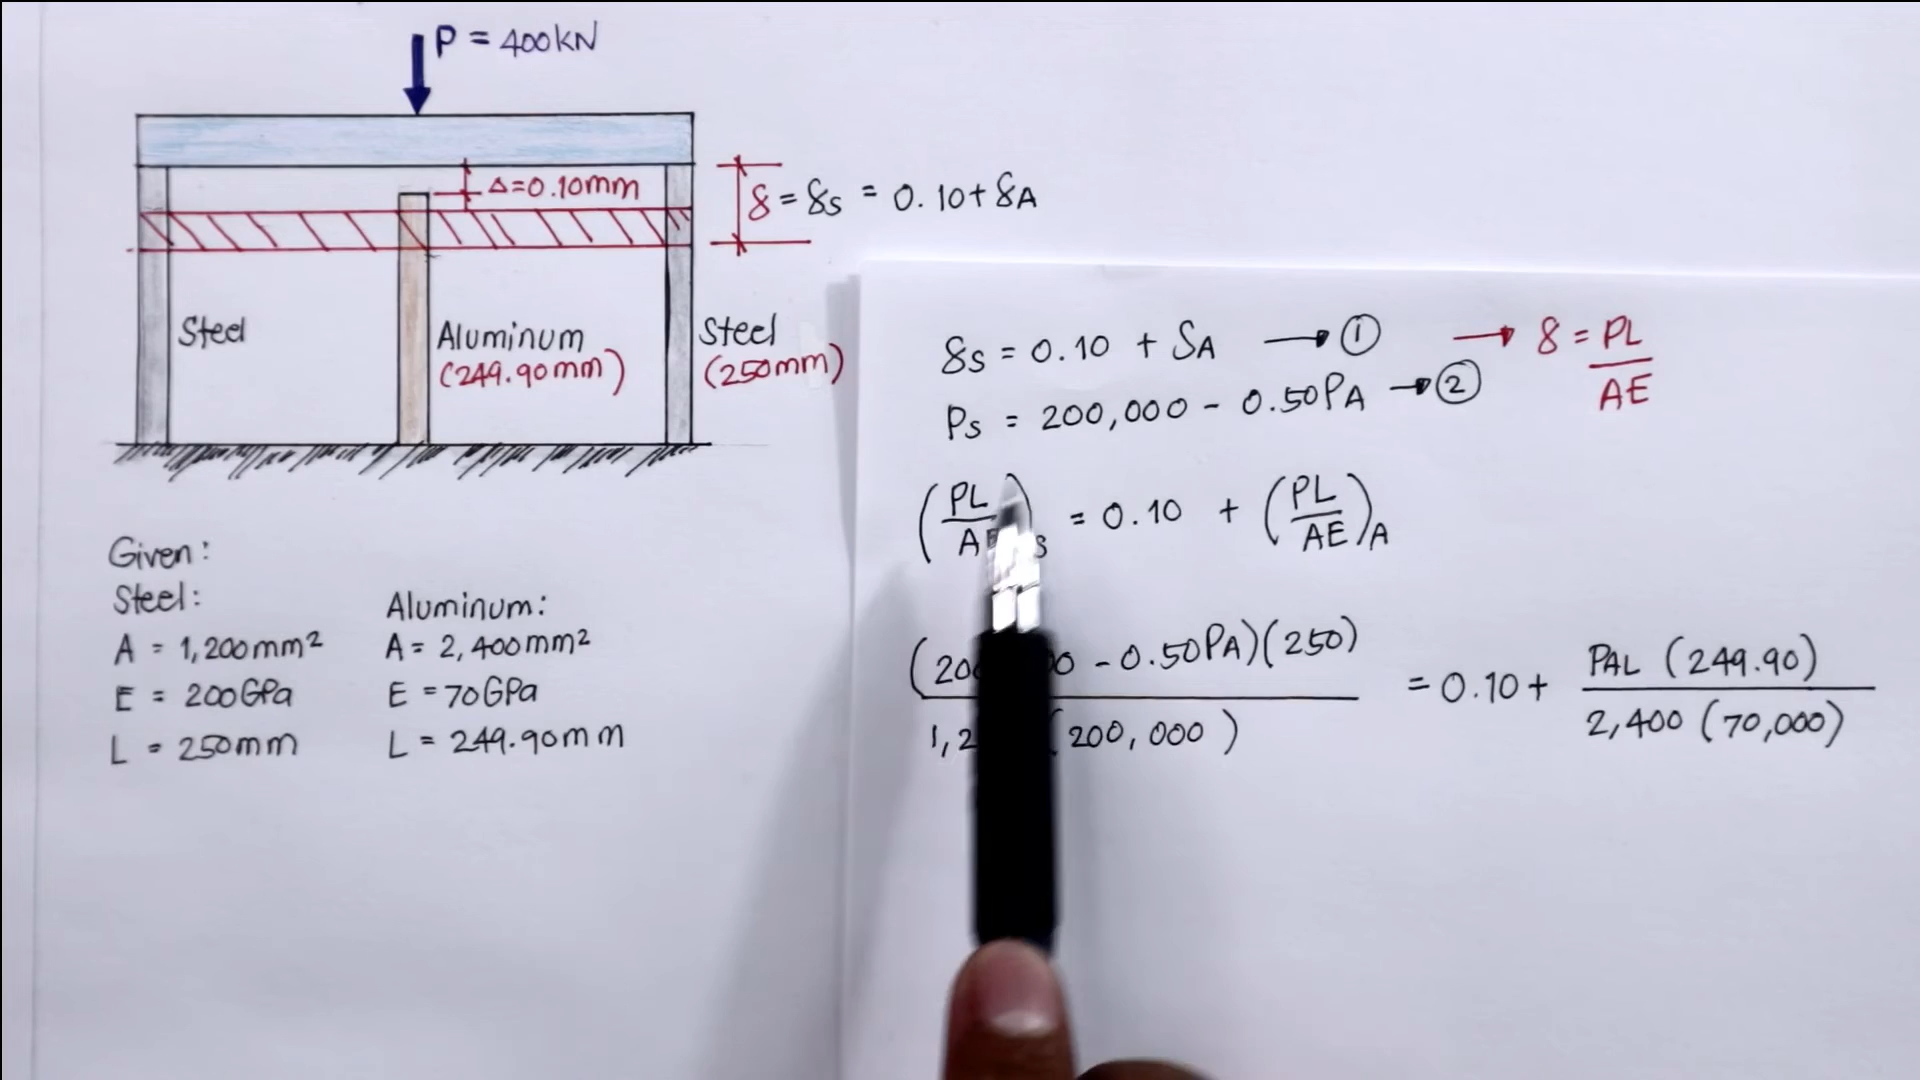 P = 400kN
Δ=0.10mm
δ = δs = 0.10 + δA
Steel
Aluminum
(249.90mm)
Steel
(250mm)
δs = 0.10 + δA → ①
→ δ = PL
AE
Ps = 200,000 - 0.50PA → ②
(PL
A s = 0.10 + (PL
AE)A
( - 0.50PA)(250)
(200,000) = 0.10 + PAL (249.90)
2,400 (70,000)
Given:
Steel:
A = 1,200mm²
E = 200GPa
L = 250mm
Aluminum:
A = 2,400mm²
E = 70GPa
L = 249.90mm